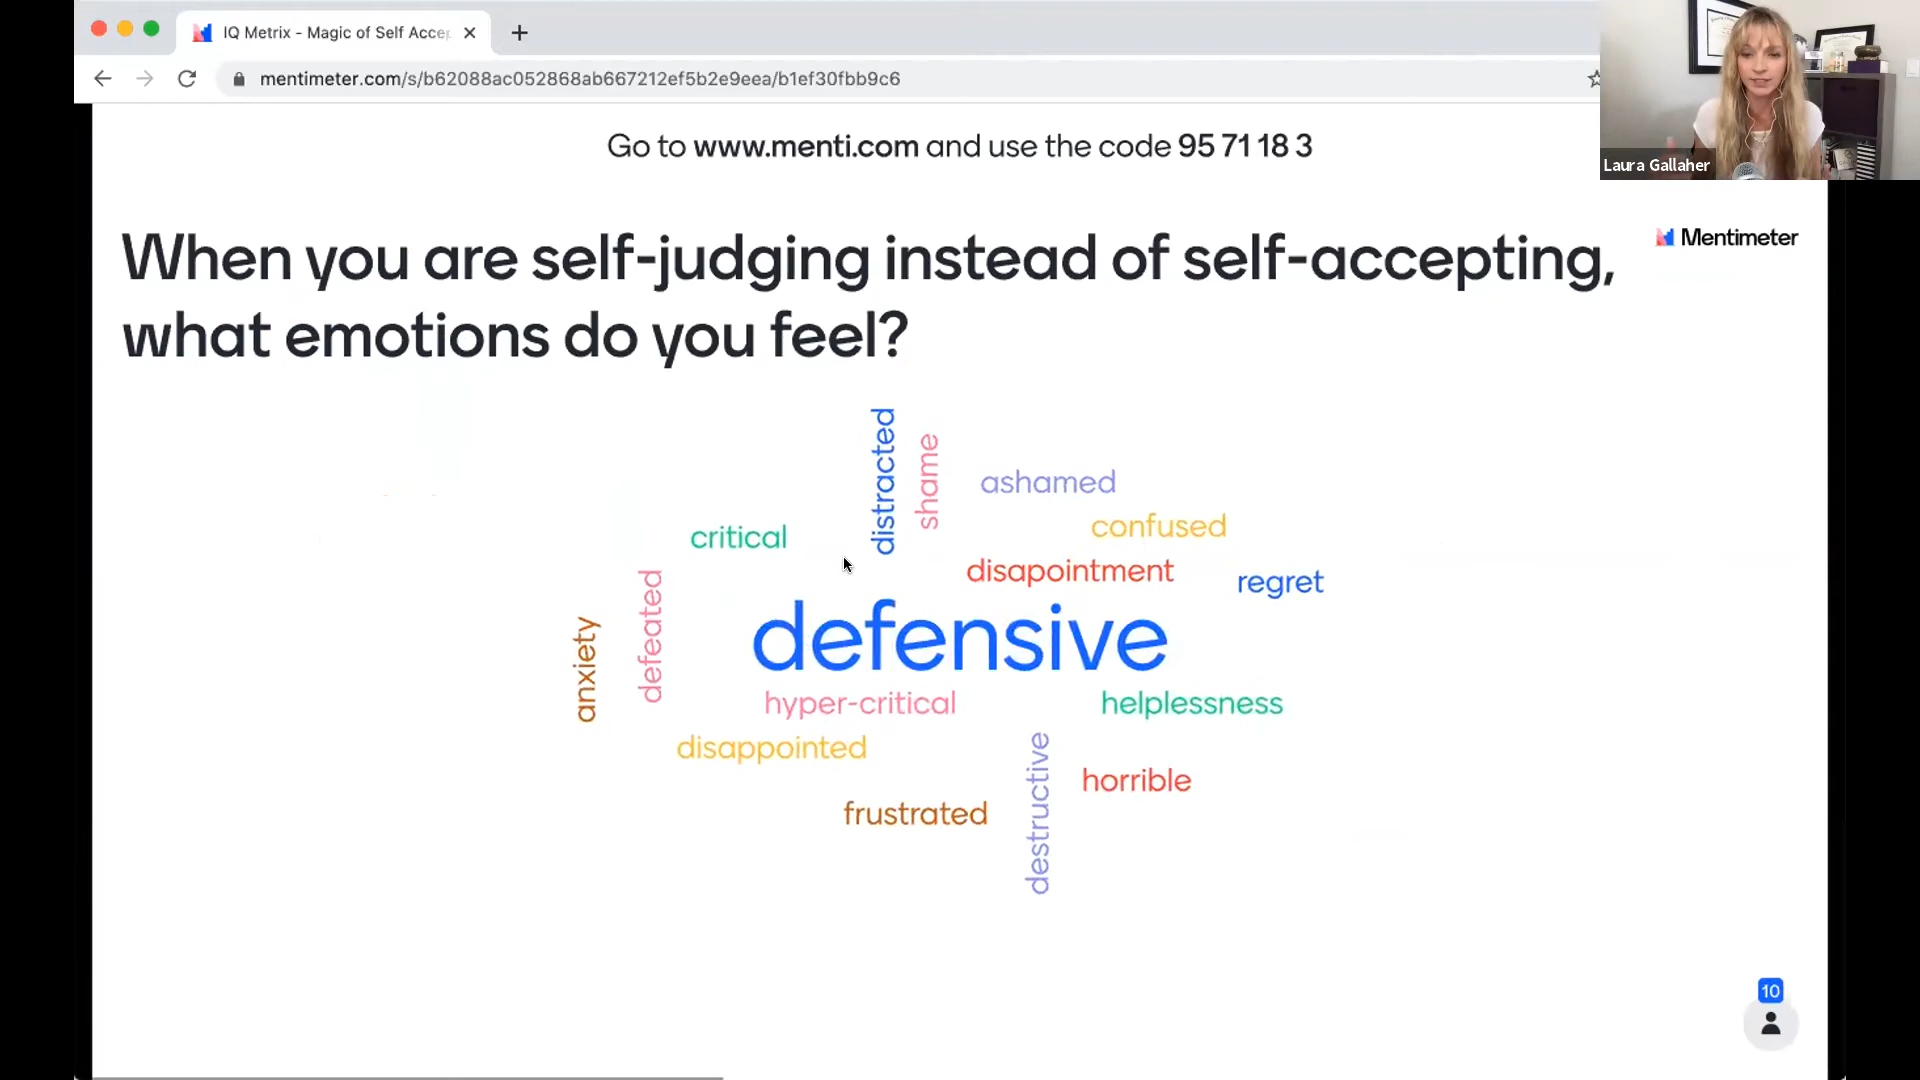 IQ Metrix - Magic of Self Accep
mentimeter.com/s/b62088ac052868ab667212ef5b2e9eea/b1ef30fbb9c6
Laura Gallaher
Go to www.menti.com and use the code 95 71 18 3
Mentimeter
When you are self-judging instead of self-accepting,
what emotions do you feel?
distracted
shame
ashamed
critical
confused
disapointment
regret
anxiety
defeated
defensive
hyper-critical
helplessness
disappointed
destructive
horrible
frustrated
10